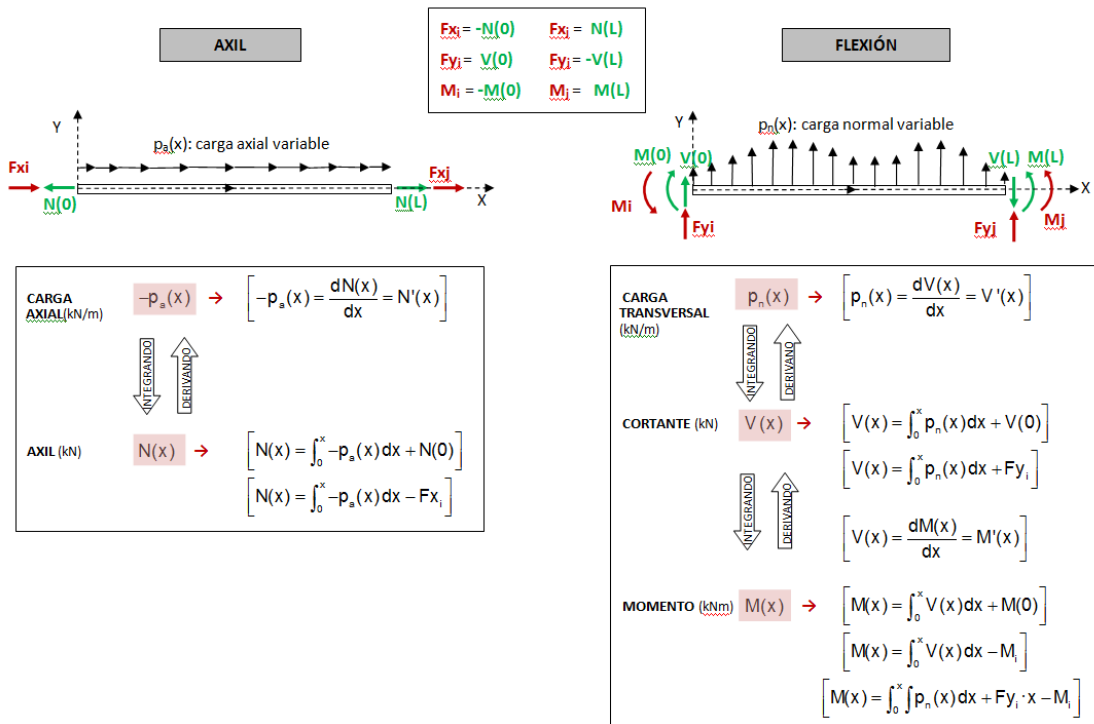 AXIL
Fxᵢ = -N(0) Fxⱼ = N(L)
Fyᵢ = V(0) Fyⱼ = -V(L)
Mᵢ = -M(0) Mⱼ = M(L)
FLEXIÓN
Y
pₐ(x): carga axial variable
Fxi
N(0)
N(L)
Fxj
X
Y
pₙ(x): carga normal variable
M(0) V(0)
V(L) M(L)
X
Mi
Fyi
Fyj
Mj
CARGA AXIAL(kN/m) −pₐ(x) → [−pₐ(x) = dN(x)/dx = N'(x)]
INTEGRANDO
DERIVANDO
AXIL (kN) N(x) → [N(x) = ∫₀ˣ −pₐ(x) dx + N(0)]
[N(x) = ∫₀ˣ −pₐ(x) dx − Fxᵢ]
CARGA TRANSVERSAL (kN/m) pₙ(x) → [pₙ(x) = dV(x)/dx = V'(x)]
INTEGRANDO
DERIVANO
CORTANTE (kN) V(x) → [V(x) = ∫₀ˣ pₙ(x) dx + V(0)]
[V(x) = ∫₀ˣ pₙ(x) dx + Fyᵢ]
INTEGRANDO
DERIVANDO
[V(x) = dM(x)/dx = M'(x)]
MOMENTO (kNm) M(x) → [M(x) = ∫₀ˣ V(x) dx + M(0)]
[M(x) = ∫₀ˣ V(x) dx − Mᵢ]
[M(x) = ∫₀ˣ ∫ pₙ(x) dx + Fyᵢ · x − Mᵢ]